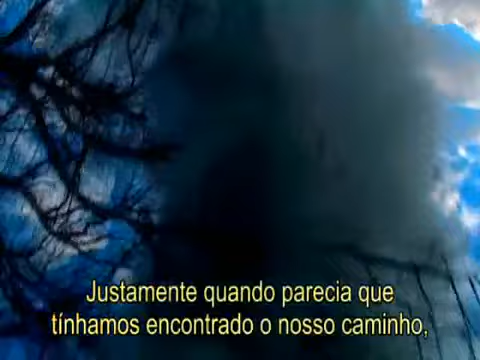 Justamente quando parecia que
tínhamos encontrado o nosso caminho,